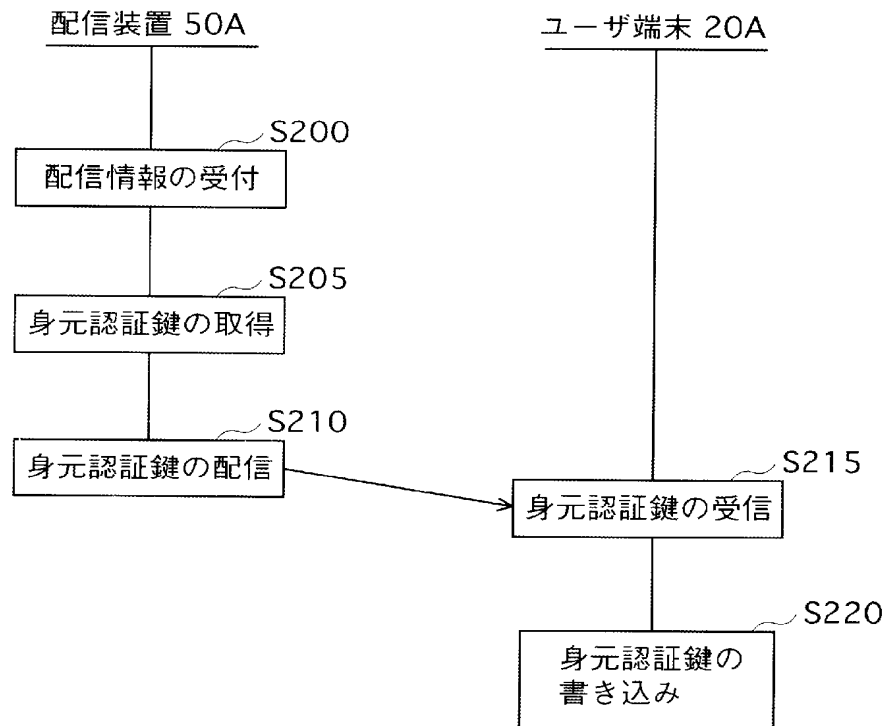 配信装置 50A
ユーザ端末 20A
S200
配信情報の受付
S205
身元認証鍵の取得
S210
身元認証鍵の配信
S215
身元認証鍵の受信
S220
身元認証鍵の
書き込み